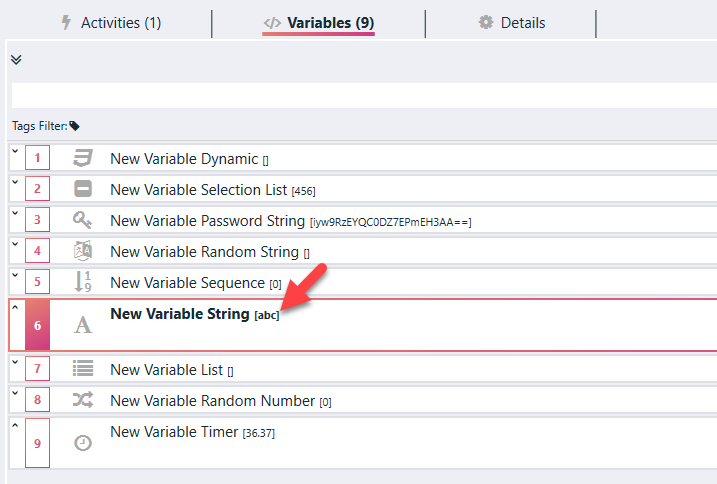 Activities (1)
Variables (9)
Details
Tags Filter:
1 New Variable Dynamic []
2 New Variable Selection List [456]
3 New Variable Password String [iyw9RzEYQC0DZ7EPmEH3AA==]
4 New Variable Random String []
5 New Variable Sequence [0]
6 New Variable String [abc]
7 New Variable List []
8 New Variable Random Number [0]
9 New Variable Timer [36.37]